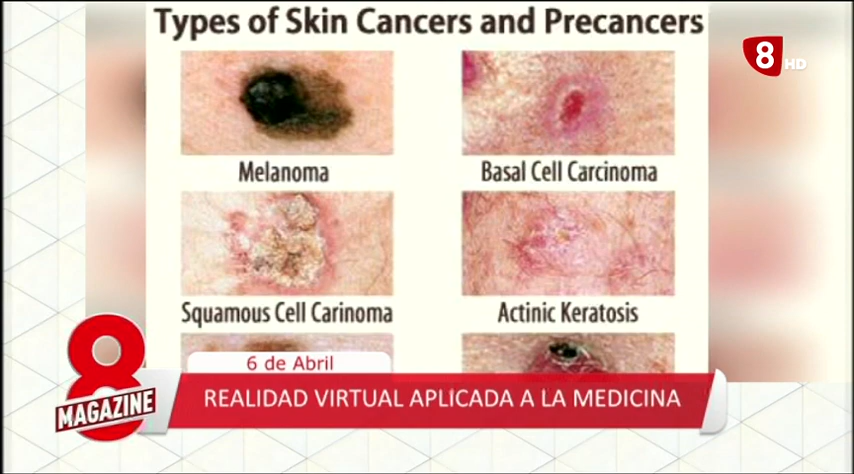 Types of Skin Cancers and Precancers
8 HD
Melanoma
Basal Cell Carcinoma
Squamous Cell Carinoma
Actinic Keratosis
6 de Abril
8
MAGAZINE
REALIDAD VIRTUAL APLICADA A LA MEDICINA